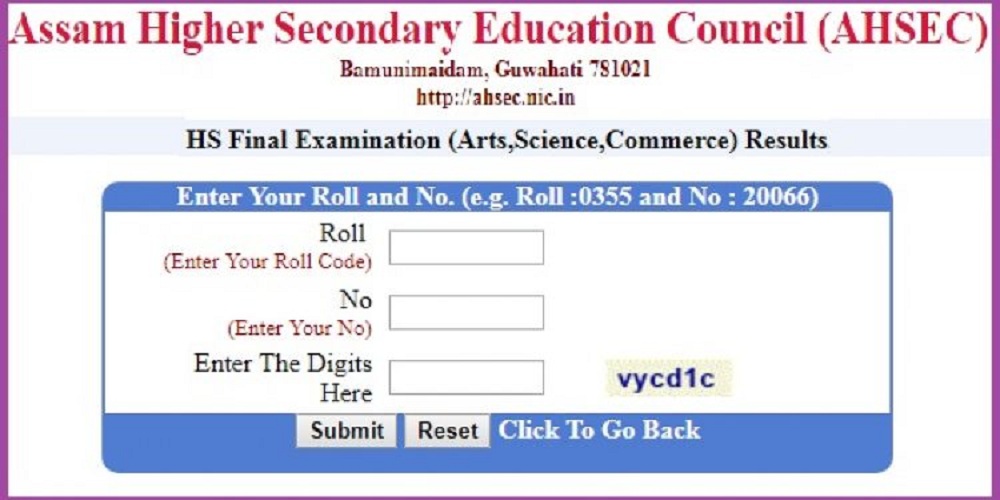 Assam Higher Secondary Education Council (AHSEC)
Bamunimaidam, Guwahati 781021
http://ahsec.nic.in
HS Final Examination (Arts,Science,Commerce) Results
Enter Your Roll and No. (e.g. Roll :0355 and No : 20066)
Roll
(Enter Your Roll Code)
No
(Enter Your No)
Enter The Digits
Here
vycd1c
Submit Reset Click To Go Back